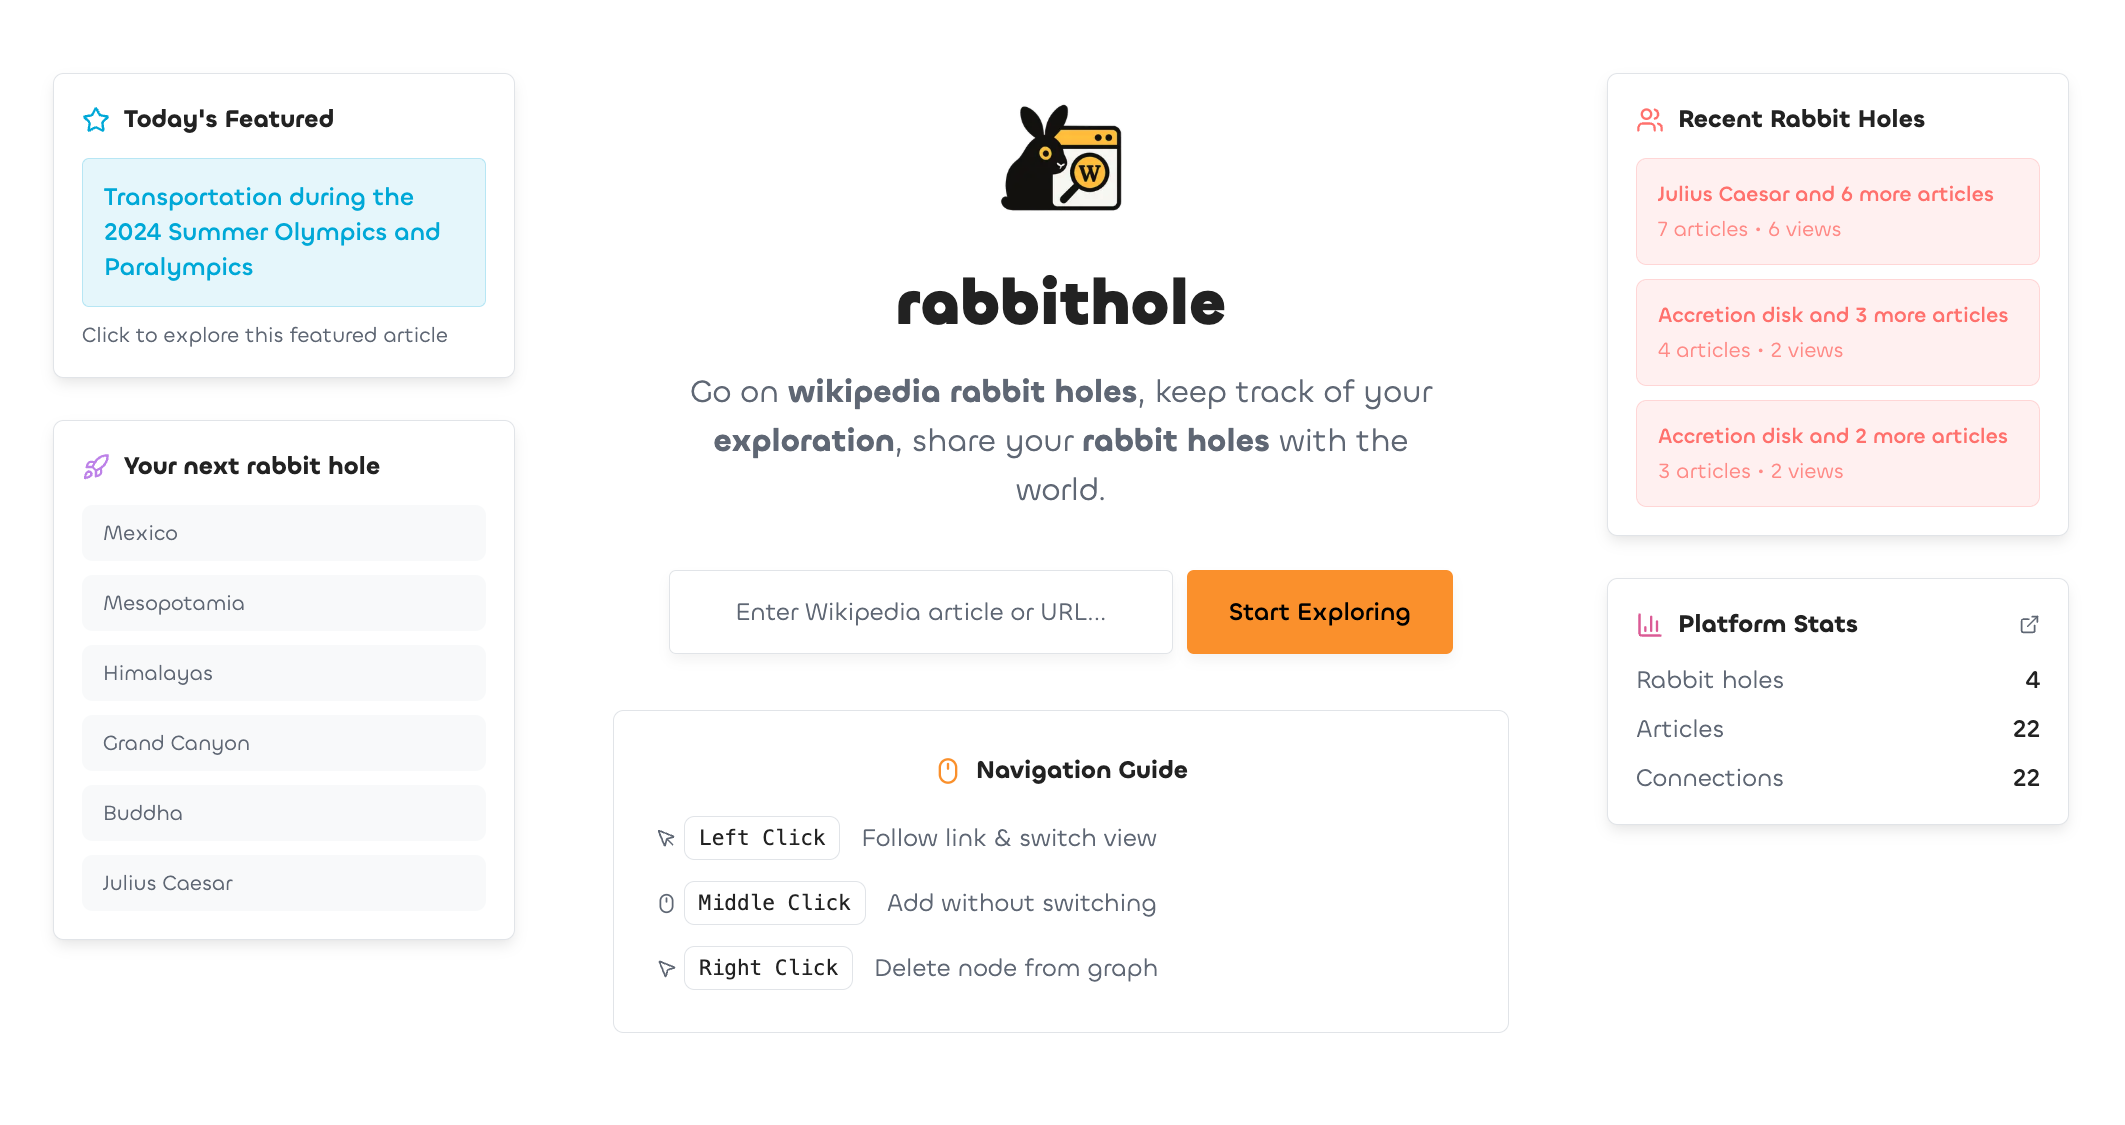 Today's Featured
Transportation during the
2024 Summer Olympics and
Paralympics
Click to explore this featured article
Your next rabbit hole
Mexico
Mesopotamia
Himalayas
Grand Canyon
Buddha
Julius Caesar
W
rabbithole
Go on wikipedia rabbit holes, keep track of your
exploration, share your rabbit holes with the
world.
Enter Wikipedia article or URL...
Start Exploring
Navigation Guide
Left Click Follow link & switch view
Middle Click Add without switching
Right Click Delete node from graph
Recent Rabbit Holes
Julius Caesar and 6 more articles
7 articles • 6 views
Accretion disk and 3 more articles
4 articles • 2 views
Accretion disk and 2 more articles
3 articles • 2 views
Platform Stats
Rabbit holes 4
Articles 22
Connections 22